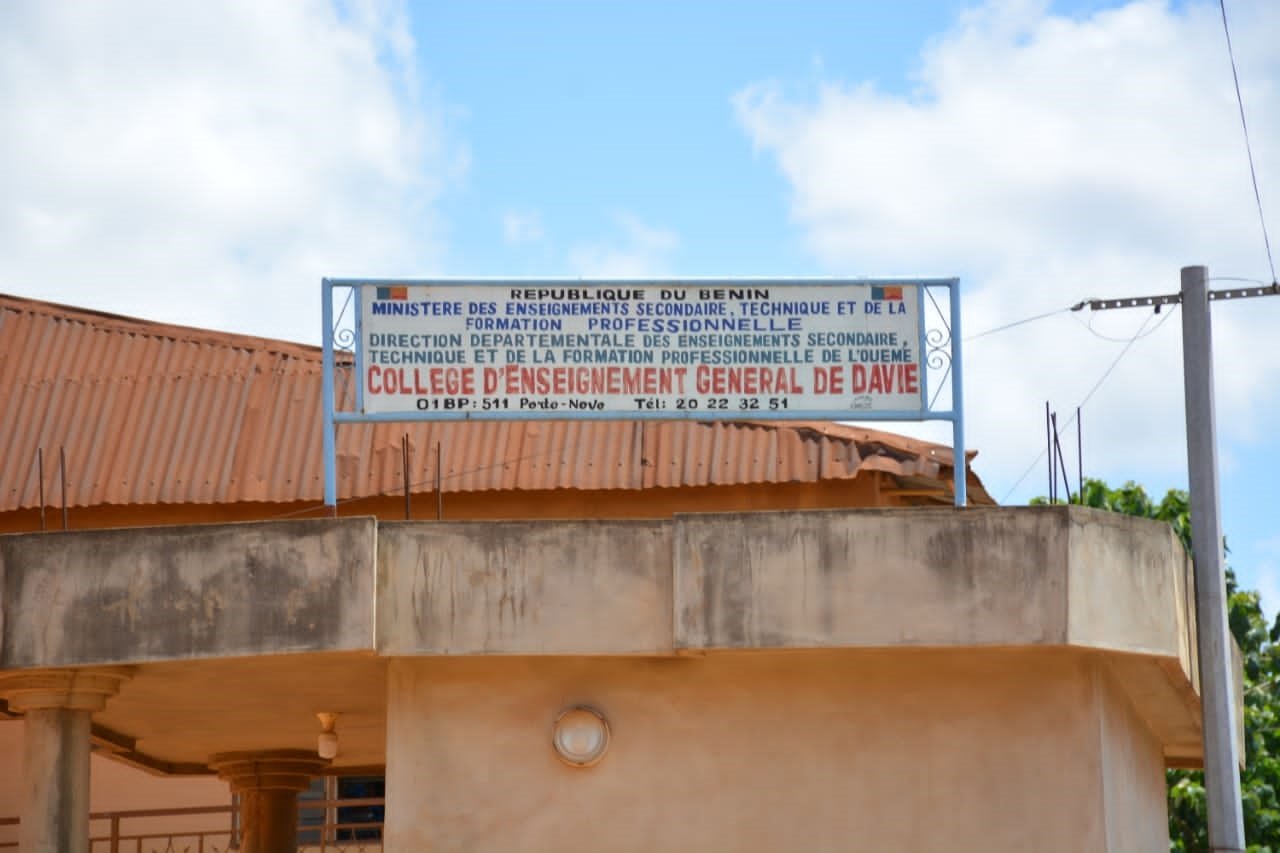 REPUBLIQUE DU BENIN
MINISTERE DES ENSEIGNEMENTS SECONDAIRE, TECHNIQUE ET DE LA
FORMATION PROFESSIONNELLE
DIRECTION DEPARTEMENTALE DES ENSEIGNEMENTS SECONDAIRE,
TECHNIQUE ET DE LA FORMATION PROFESSIONNELLE DE L'OUEME
COLLEGE D'ENSEIGNEMENT GENERAL DE DAVIE
01BP: 511 Porto-Novo Tél: 20 22 32 51